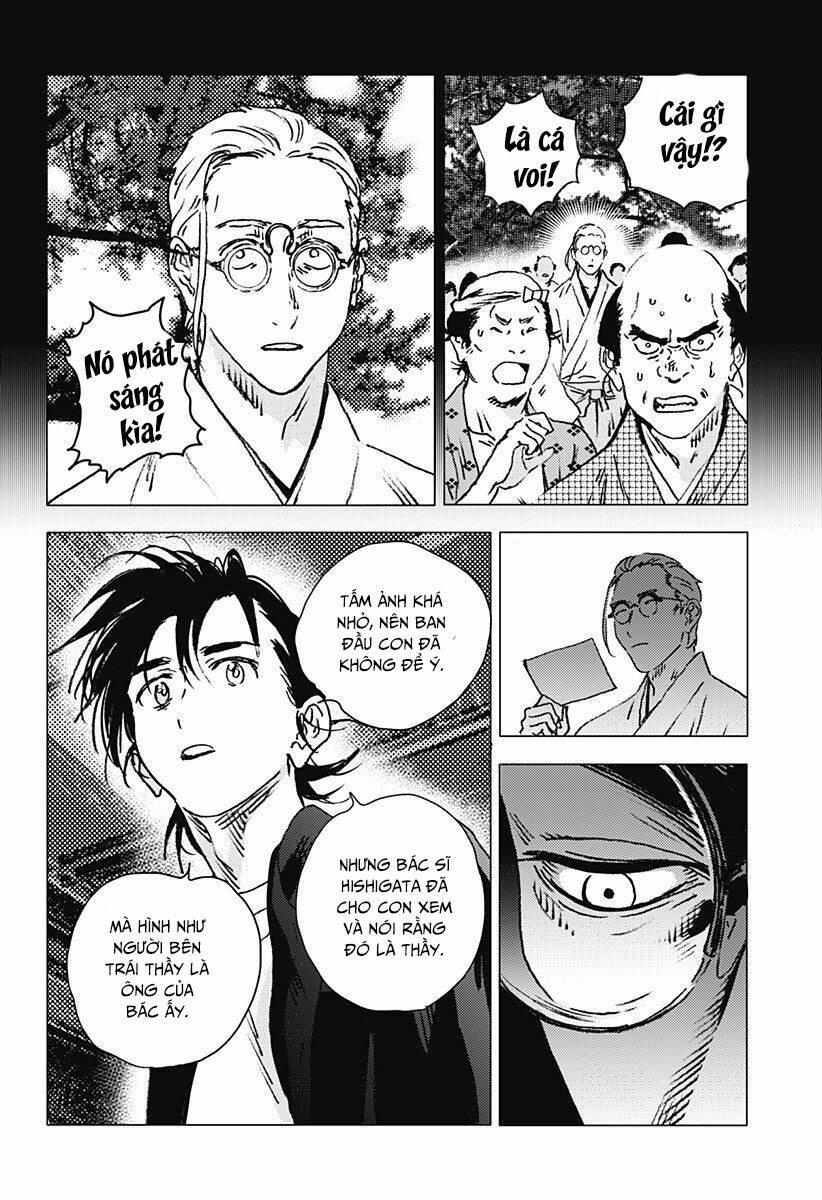 Cái gì
vậy!?
Là cá
voi!
Nó phát
sáng
kìa!
TẤM ẢNH KHÁ
NHỎ, NÊN BAN
ĐẦU CON ĐÃ
KHÔNG ĐỂ Ý.
NHƯNG BÁC SĨ
HISHIGATA ĐÃ
CHO CON XEM
VÀ NÓI RẰNG
ĐÓ LÀ THẦY.
MÀ HÌNH NHƯ
NGƯỜI BÊN
TRÁI THẦY LÀ
ÔNG CỦA
BÁC ẤY.